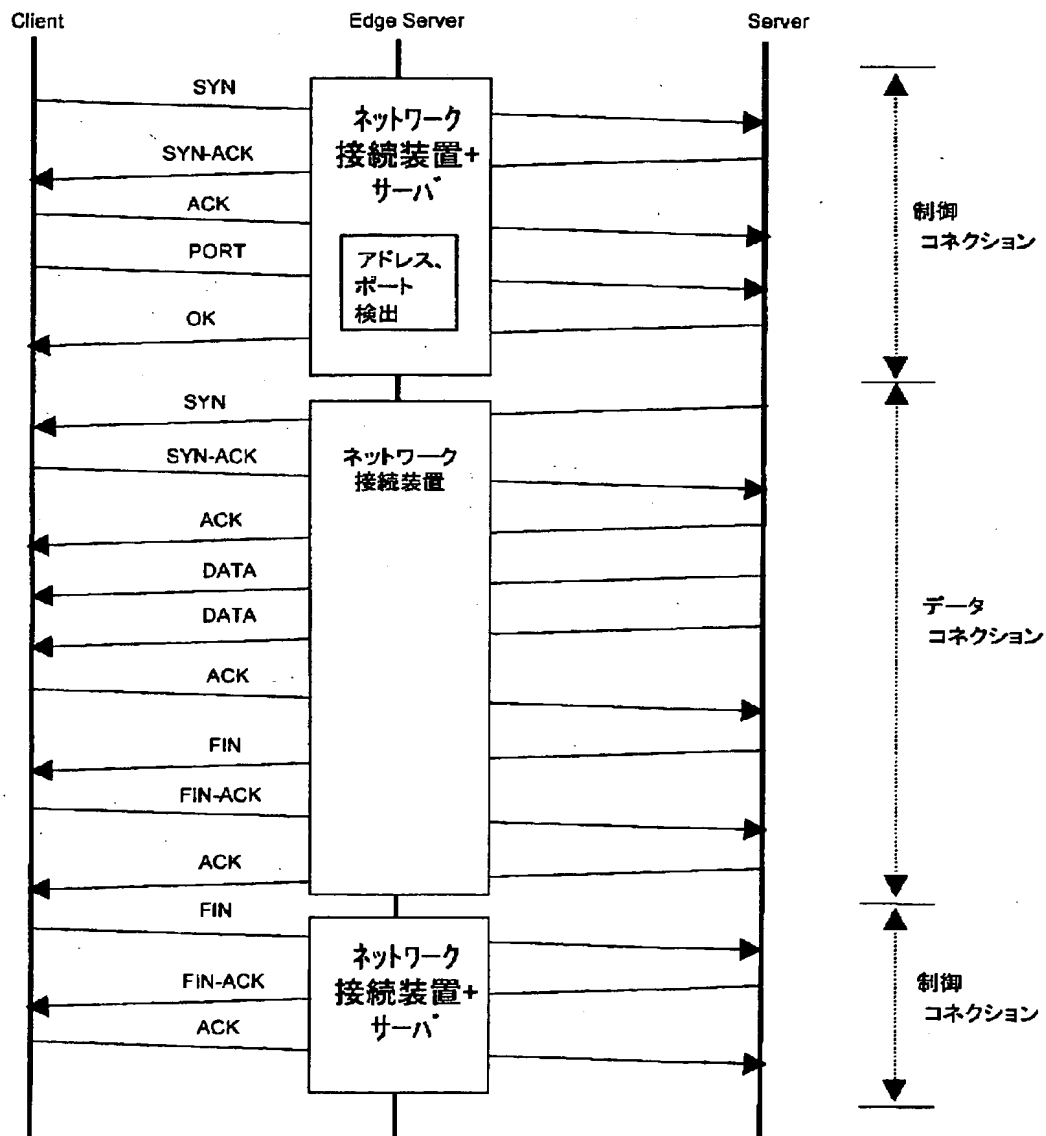 Client
Edge Server
Server
SYN
ネットワーク
接続装置+
サーバ
SYN-ACK
ACK
PORT
アドレス、
ポート
検出
OK
制御
コネクション
SYN
SYN-ACK
ネットワーク
接続装置
ACK
DATA
DATA
ACK
FIN
FIN-ACK
ACK
データ
コネクション
FIN
ネットワーク
接続装置+
サーバ
FIN-ACK
ACK
制御
コネクション